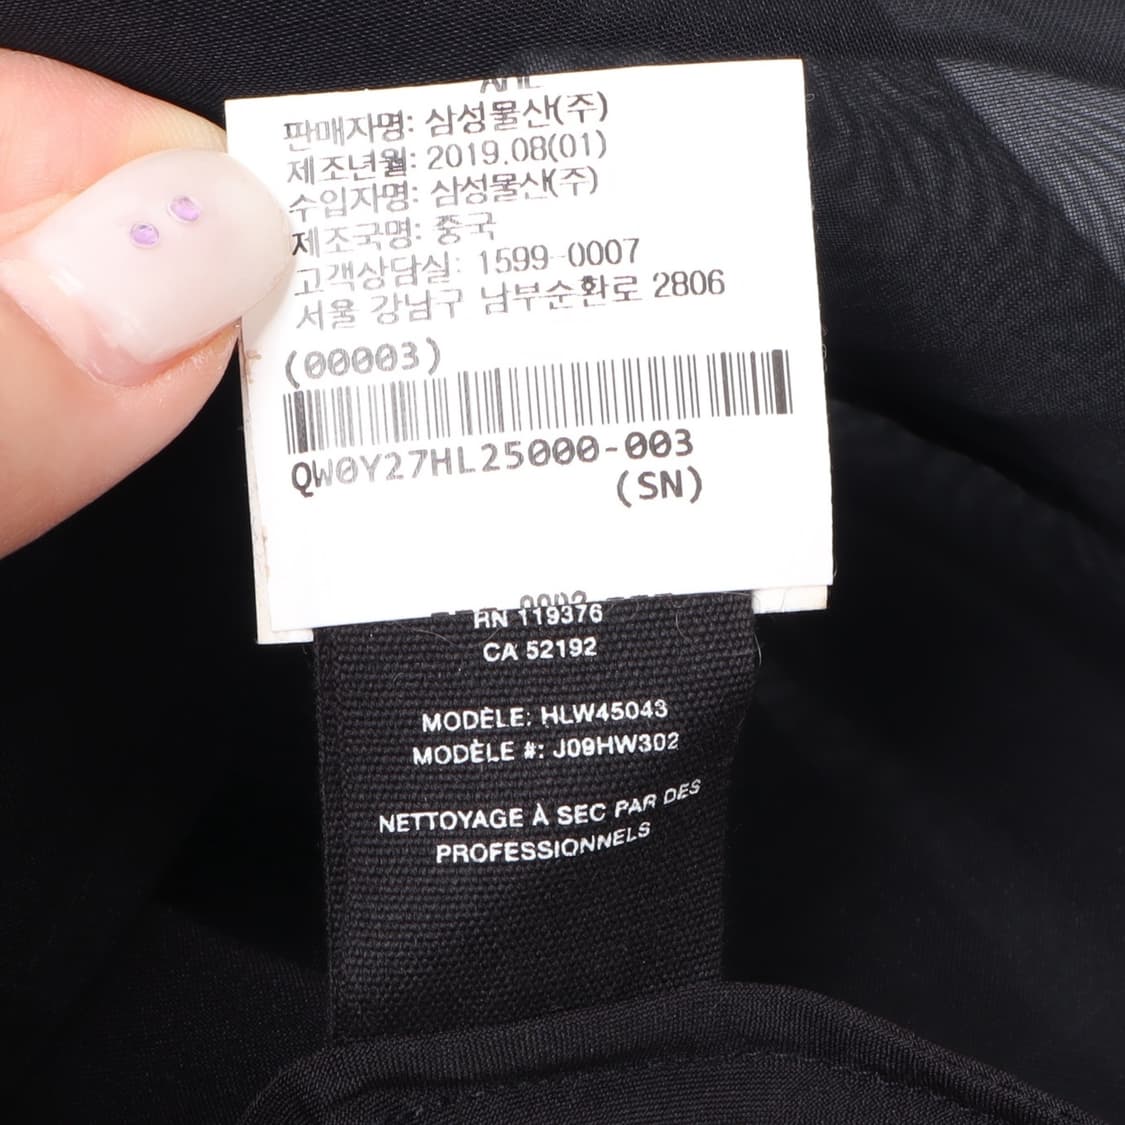 판매자명: 삼성물산(주)
제조년월: 2019.08(01)
수입자명: 삼성물산(주)
제조국명: 중국
고객상담실: 1599-0007
서울 강남구 남부순환로 2806
(00003)
QW0Y27HL25000-003
(SN)
RN 119376
CA 52192
MODÈLE: HLW45043
MODÈLE #: J09HW302
NETTOYAGE À SEC PAR DES
PROFESSIONNELS